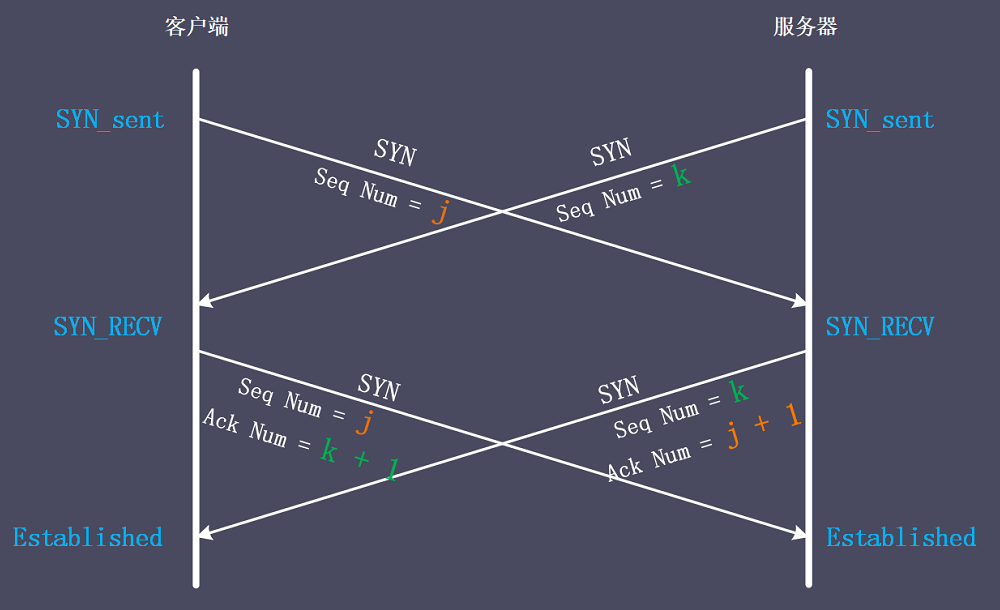 客户端
服务器
SYN_sent
SYN_sent
SYN
Seq Num = j
SYN
Seq Num = k
SYN_RECV
SYN_RECV
SYN
Seq Num = j
Ack Num = k + 1
SYN
Seq Num = k
Ack Num = j + 1
Established
Established